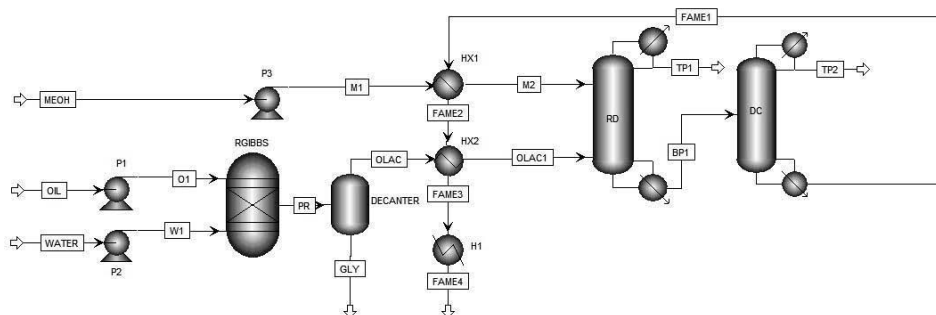 FAME1
HX1
P3
M1
M2
TP1
TP2
MEOH
RD
DC
FAME2
RGIBBS
HX2
OLAC
OLAC1
BP1
P1
O1
OIL
PR
DECANTER
FAME3
WATER
W1
H1
P2
GLY
FAME4